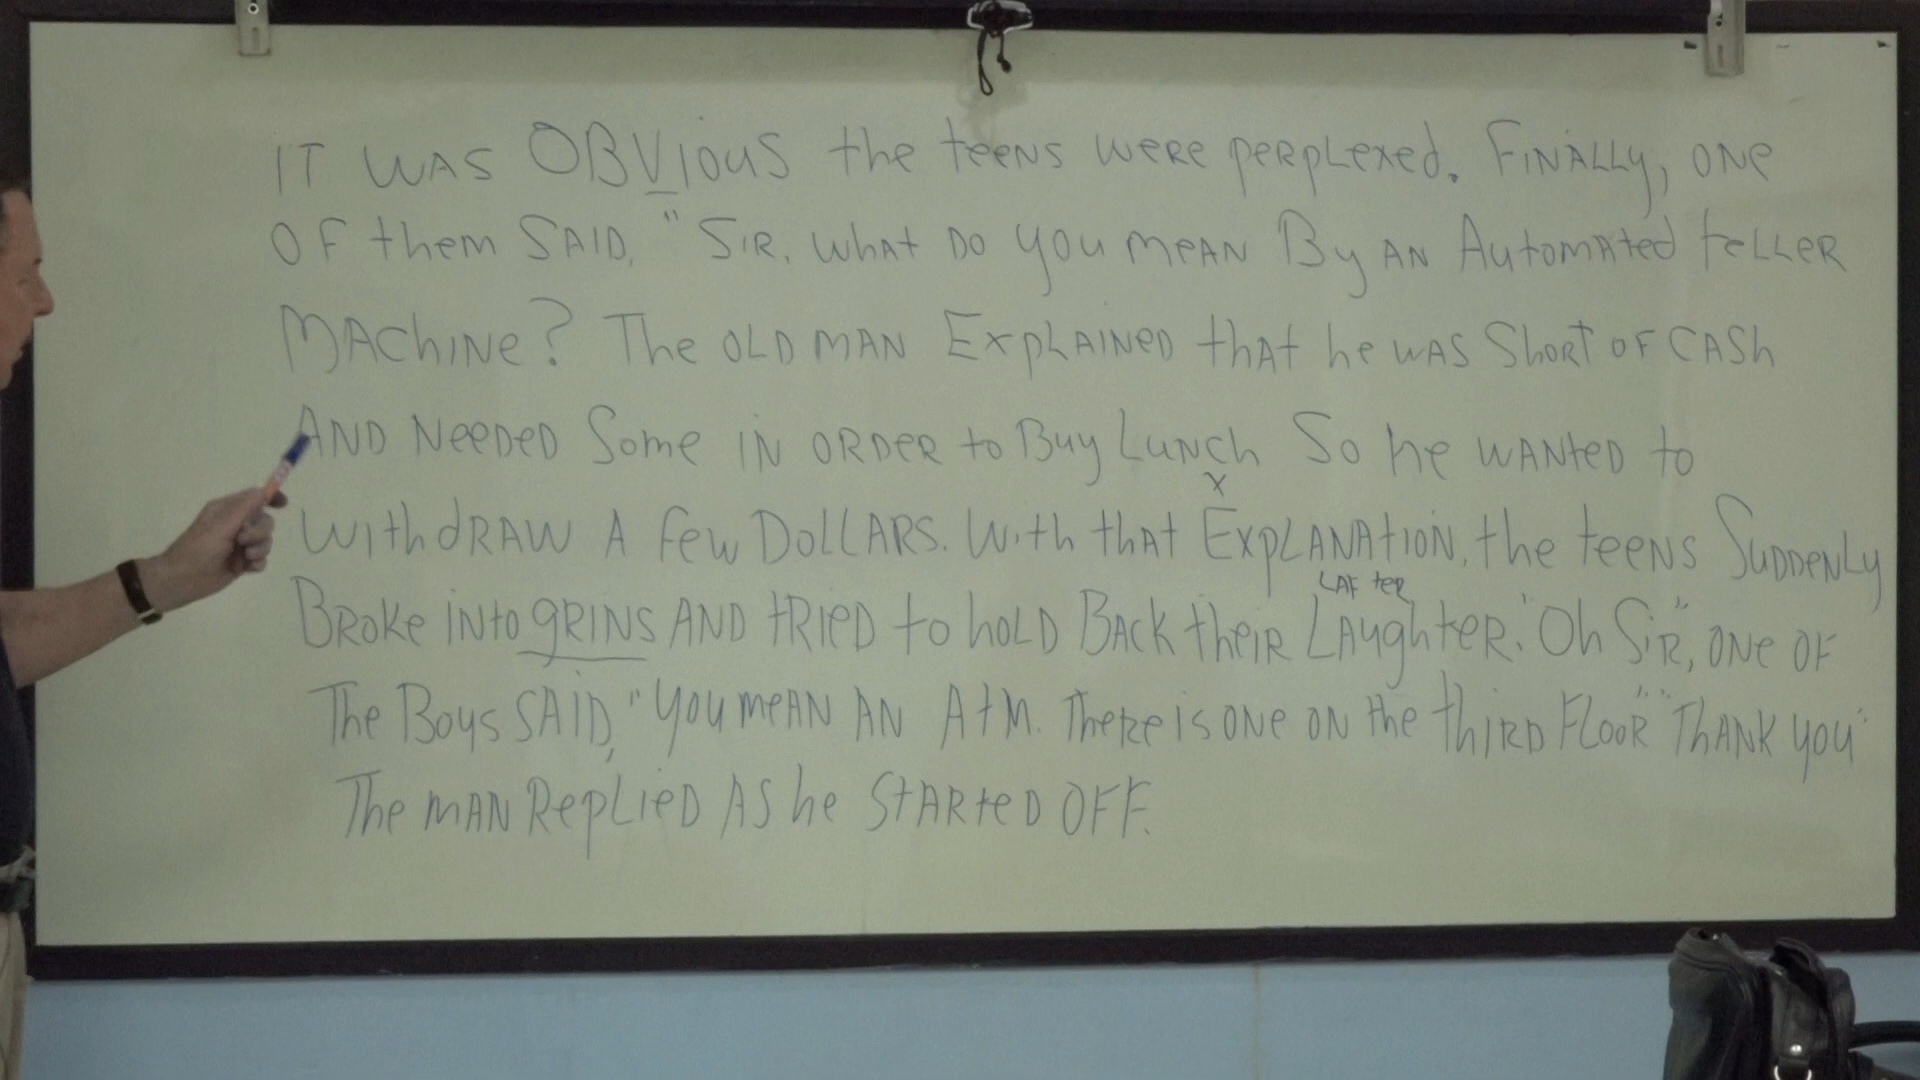 IT WAS OBVious the teens were perplexed. Finally, one
of them said, "Sir, what do you mean By an Automated teller
Machine? The old man Explained that he was Short of cash
And Needed Some in order to Buy Lunch So he wanted to
x
withdraw A few Dollars. With that Explanation, the teens Suddenly
Laf ter
Broke into grins and tried to hold Back their Laughter. "Oh Sir", one of
The Boys said, "you mean an Atm. There is one on the third Floor" "Thank you"
The man Replied as he started off.